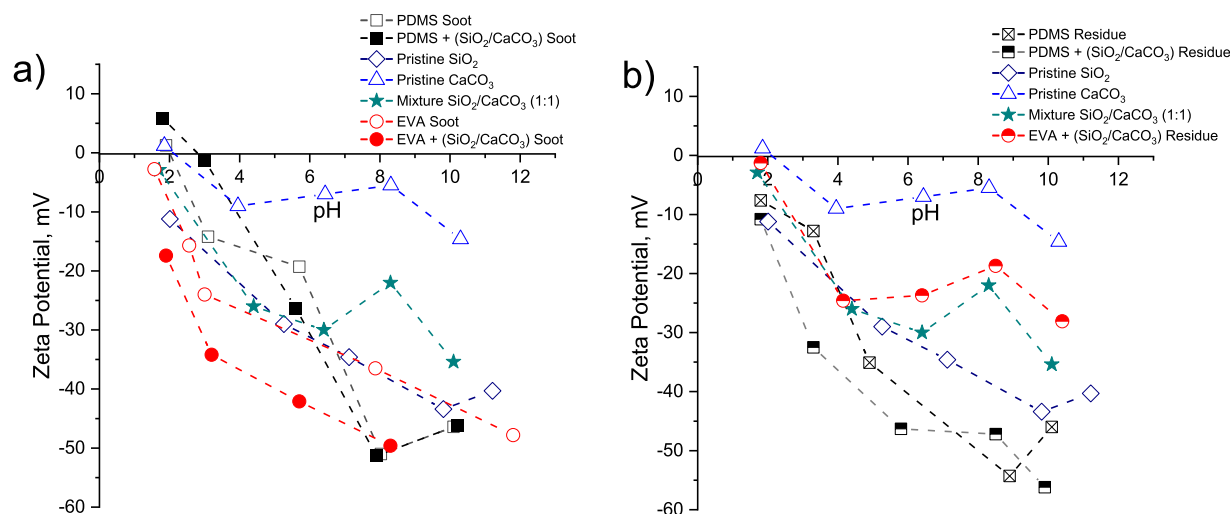 a)
PDMS Soot
PDMS + (SiO₂/CaCO₃) Soot
Pristine SiO₂
Pristine CaCO₃
Mixture SiO₂/CaCO₃ (1:1)
EVA Soot
EVA + (SiO₂/CaCO₃) Soot
10
0
-10
-20
-30
-40
-50
-60
0 2 4 6 8 10 12
pH
Zeta Potential, mV
b)
PDMS Residue
PDMS + (SiO₂/CaCO₃) Residue
Pristine SiO₂
Pristine CaCO₃
Mixture SiO₂/CaCO₃ (1:1)
EVA + (SiO₂/CaCO₃) Residue
10
0
-10
-20
-30
-40
-50
-60
0 2 4 6 8 10 12
pH
Zeta Potential, mV